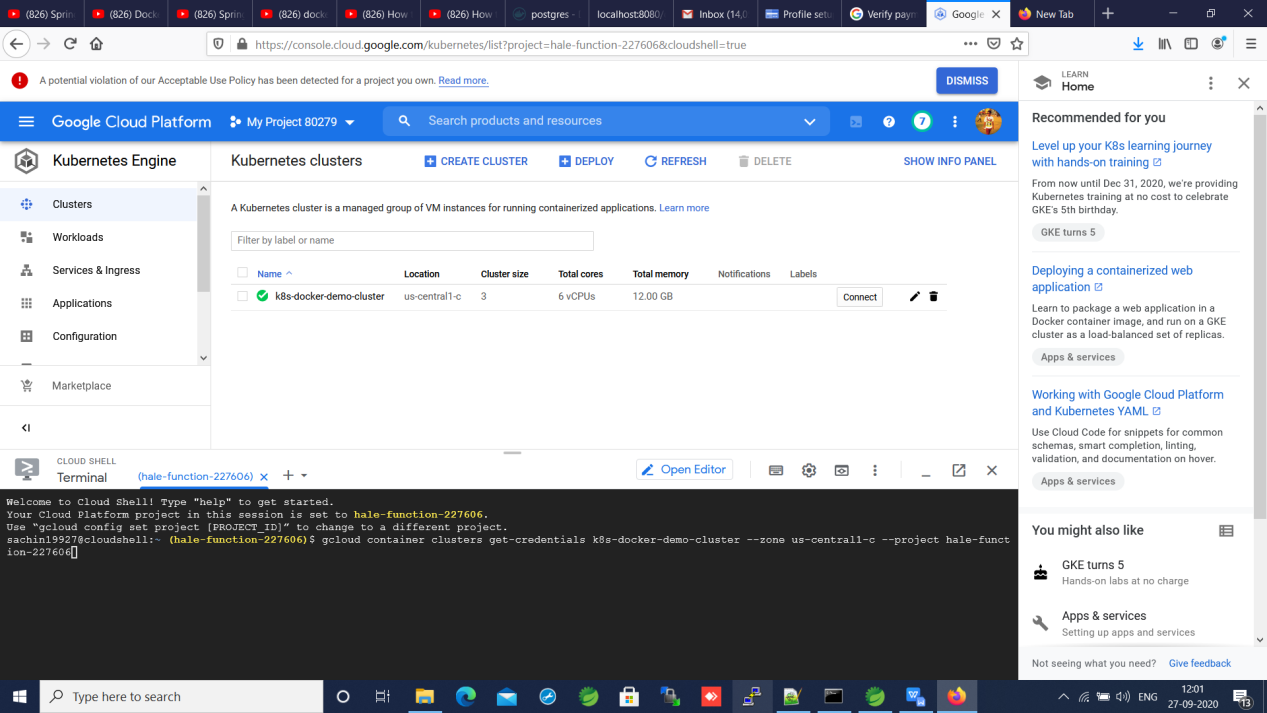 (826) Sprin
(826) Dock
(826) Sprin
(826) dock
(826) How
(826) How
postgres -
localhost:8080/
Inbox (14,0
Profile setu
Verify paym
Google
New Tab
https://console.cloud.google.com/kubernetes/list?project=hale-function-227606&cloudshell=true
A potential violation of our Acceptable Use Policy has been detected for a project you own. Read more.
DISMISS
Google Cloud Platform
My Project 80279
Search products and resources
7
Kubernetes Engine
Kubernetes clusters
CREATE CLUSTER
DEPLOY
REFRESH
DELETE
SHOW INFO PANEL
Clusters
Workloads
Services & Ingress
Applications
Configuration
Marketplace
A Kubernetes cluster is a managed group of VM instances for running containerized applications. Learn more
Filter by label or name
Name Location Cluster size Total cores Total memory Notifications Labels
k8s-docker-demo-cluster us-central1-c 3 6 vCPUs 12.00 GB Connect
LEARN
Home
Recommended for you
Level up your K8s learning journey
with hands-on training
From now until Dec 31, 2020, we're providing
Kubernetes training at no cost to celebrate
GKE's 5th birthday.
GKE turns 5
Deploying a containerized web
application
Learn to package a web application in a
Docker container image, and run on a GKE
cluster as a load-balanced set of replicas.
Apps & services
Working with Google Cloud Platform
and Kubernetes YAML
Use Cloud Code for snippets for common
schemas, smart completion, linting,
validation, and documentation on hover.
Apps & services
You might also like
GKE turns 5
Hands-on labs at no charge
Apps & services
Setting up apps and services
Not seeing what you need? Give feedback
CLOUD SHELL
Terminal
(hale-function-227606)
Open Editor
Welcome to Cloud Shell! Type "help" to get started.
Your Cloud Platform project in this session is set to hale-function-227606.
Use “gcloud config set project [PROJECT_ID]” to change to a different project.
sachin19927@cloudshell:~ (hale-function-227606)$ gcloud container clusters get-credentials k8s-docker-demo-cluster --zone us-central1-c --project hale-funct
ion-227606
Type here to search
ENG
12:01
27-09-2020
13